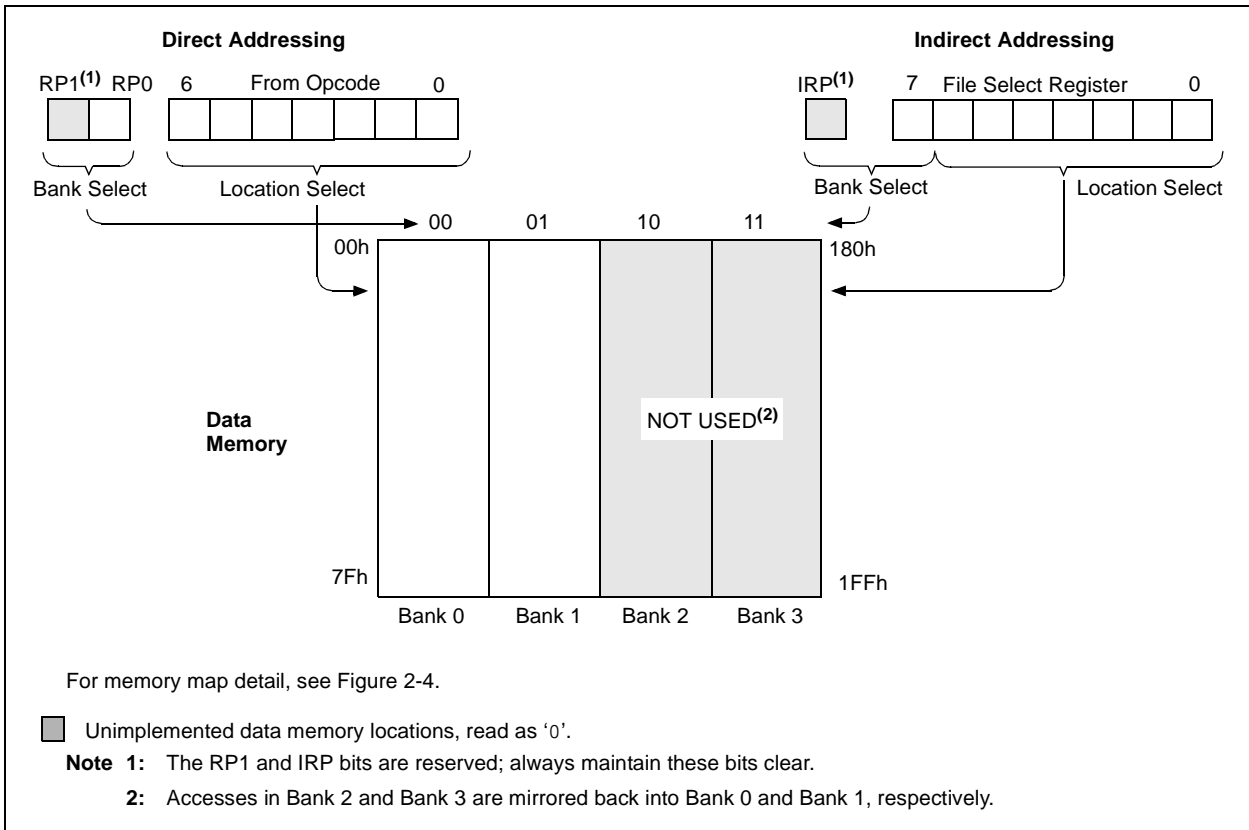 Direct Addressing
Indirect Addressing
RP1(1) RP0 6 From Opcode 0
IRP(1) 7 File Select Register 0
Bank Select Location Select
Bank Select Location Select
00 01 10 11
00h 180h
NOT USED(2)
Data
Memory
7Fh 1FFh
Bank 0 Bank 1 Bank 2 Bank 3
For memory map detail, see Figure 2-4.
Unimplemented data memory locations, read as ‘0’.
Note 1: The RP1 and IRP bits are reserved; always maintain these bits clear.
2: Accesses in Bank 2 and Bank 3 are mirrored back into Bank 0 and Bank 1, respectively.